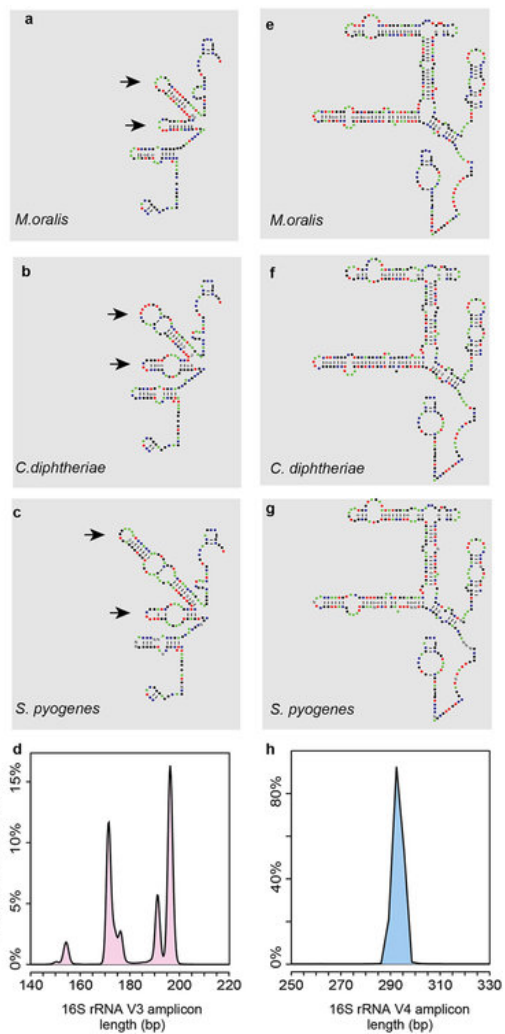 a
M.oralis
e
M.oralis
b
C.diphtheriae
f
C. diphtheriae
c
S. pyogenes
g
S. pyogenes
d
15%
10%
5%
0%
140 160 180 200 220
16S rRNA V3 amplicon
length (bp)
h
80%
40%
0%
250 270 290 310 330
16S rRNA V4 amplicon
length (bp)